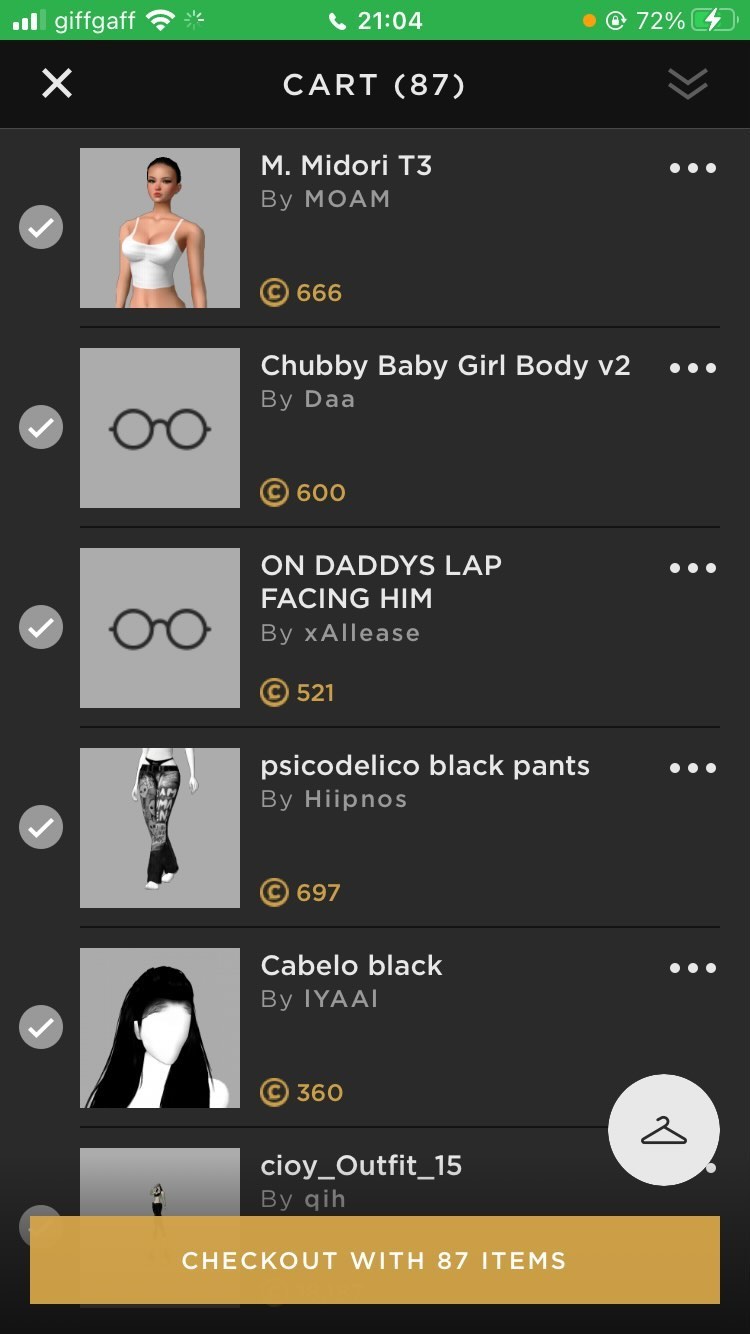 giffgaff 21:04 72%
CART (87)
M. Midori T3
By MOAM
666
Chubby Baby Girl Body v2
By Daa
600
ON DADDYS LAP
FACING HIM
By xAllease
521
psicodelico black pants
By Hiipnos
697
Cabelo black
By lYAAl
360
cioy_Outfit_15
By qih
CHECKOUT WITH 87 ITEMS